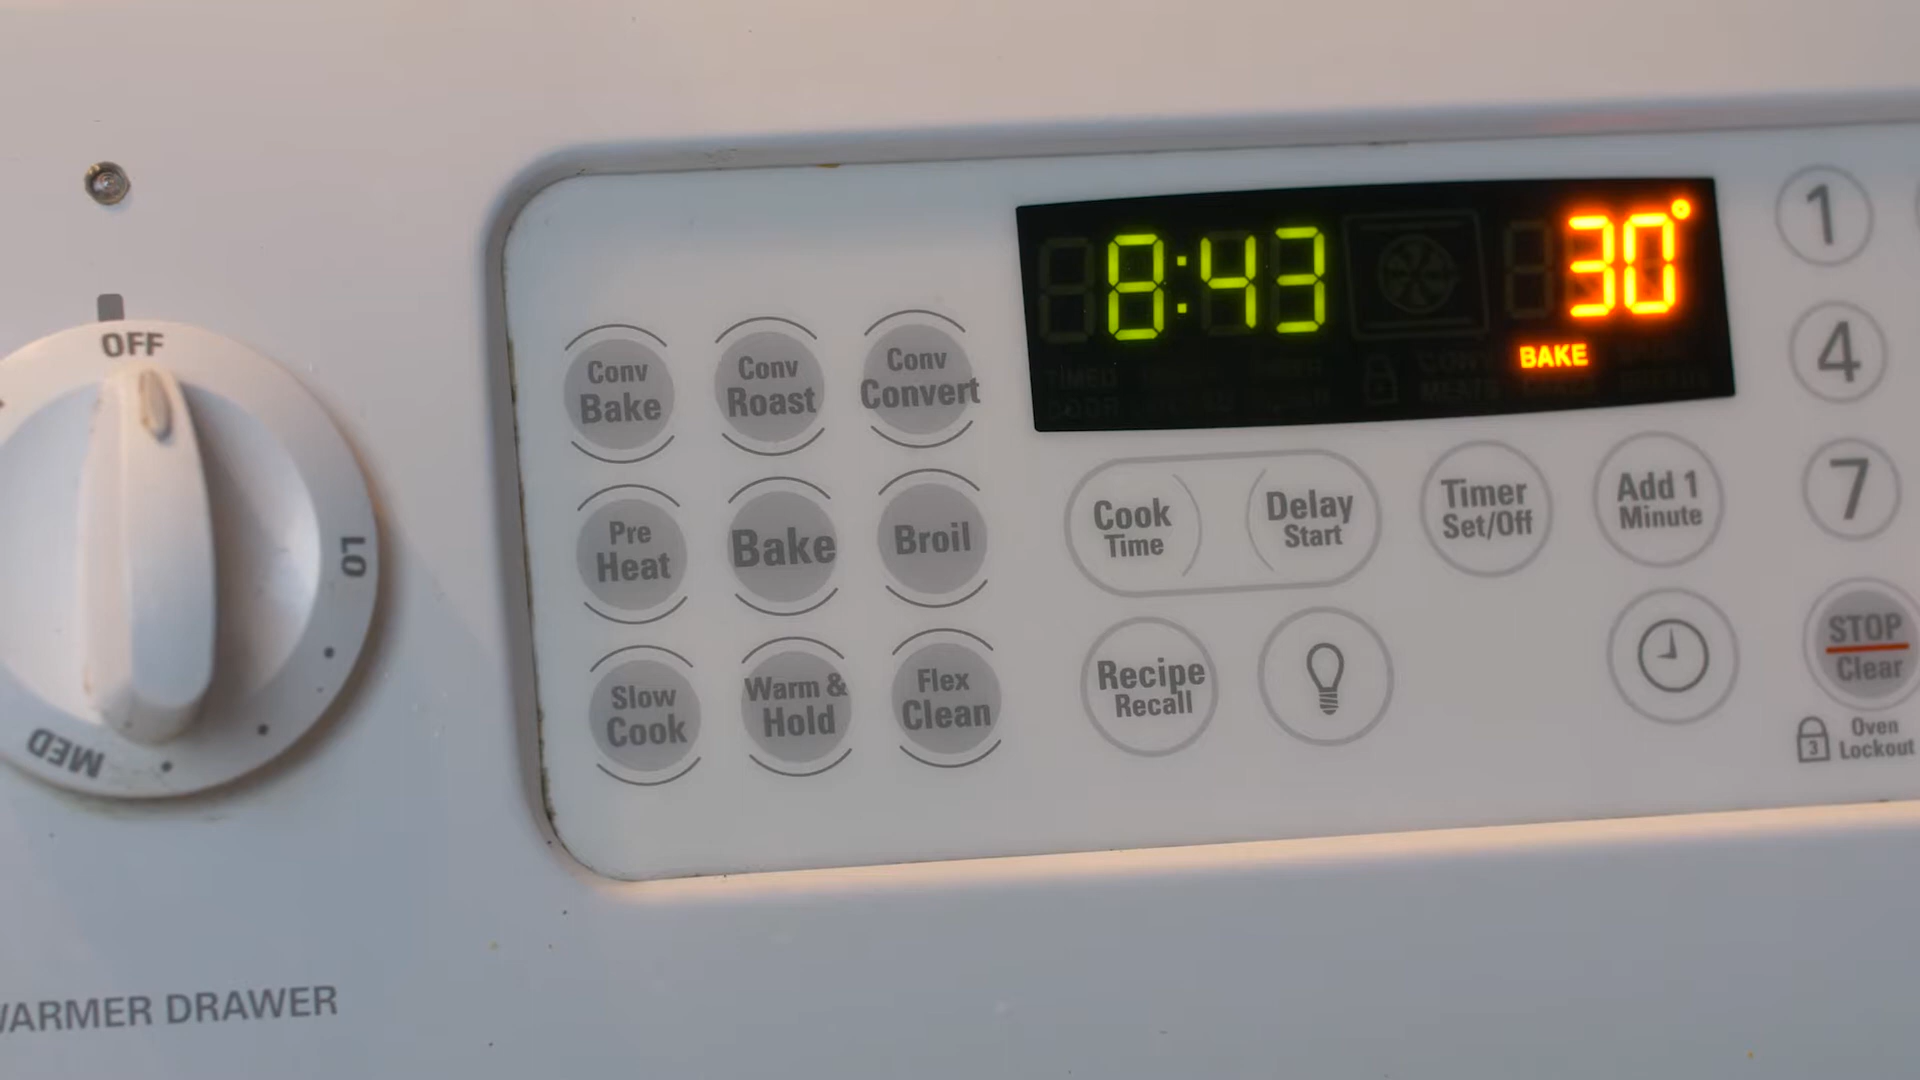 OFF
LO
MED
WARMER DRAWER
8:43
30°
BAKE
Conv
Bake
Conv
Roast
Conv
Convert
Pre
Heat
Bake
Broil
Slow
Cook
Warm &
Hold
Flex
Clean
Cook
Time
Delay
Start
Timer
Set/Off
Add 1
Minute
Recipe
Recall
1
4
7
STOP
Clear
3
Oven
Lockout